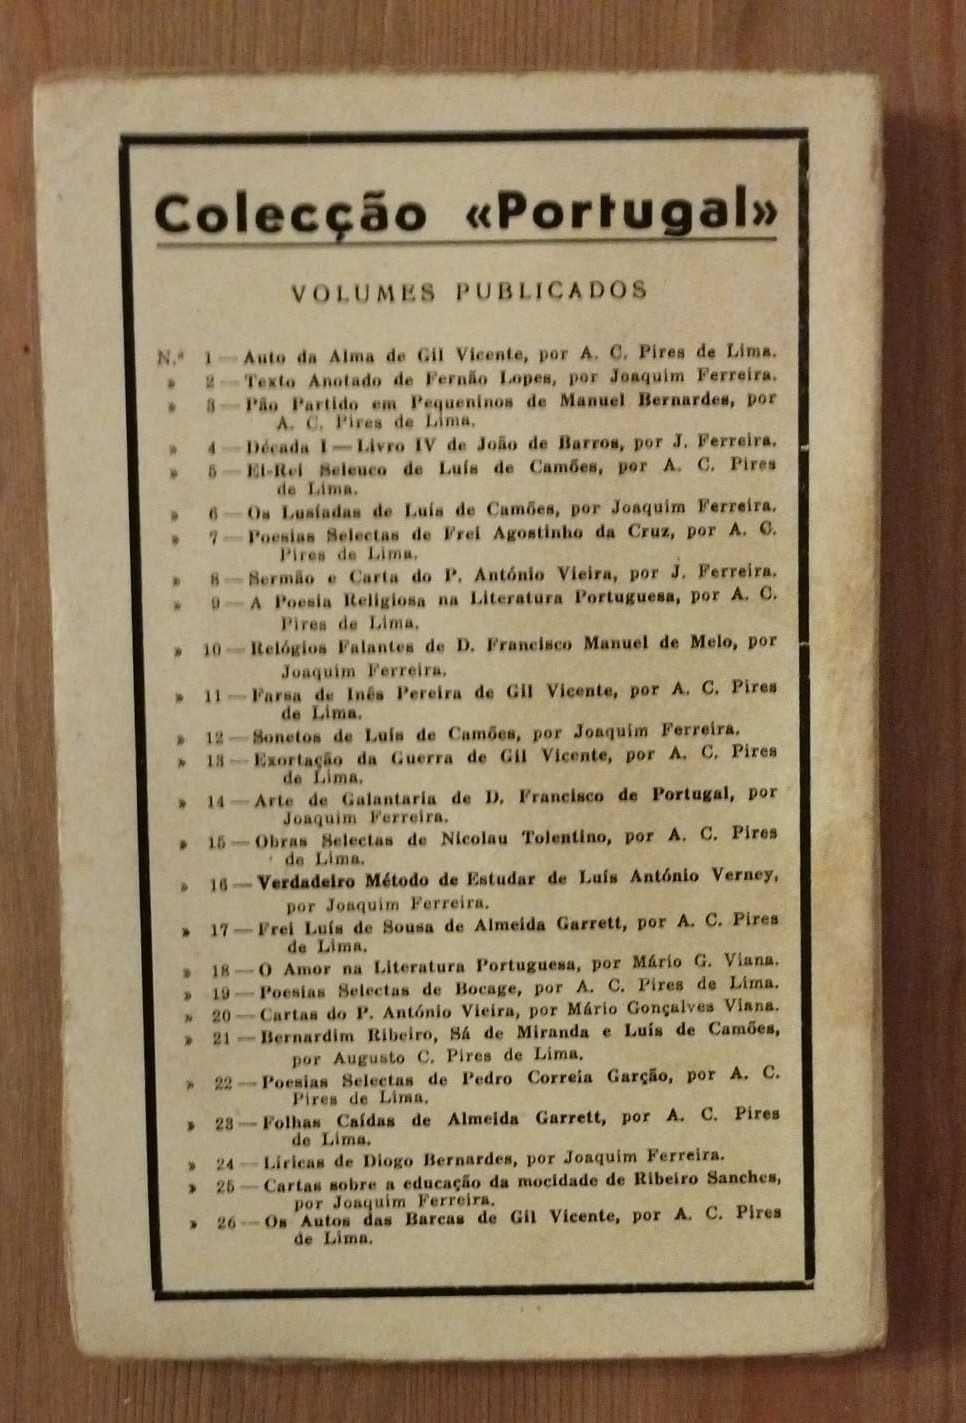 Colecção «Portugal»
VOLUMES PUBLICADOS
N.º 1 — Auto da Alma de Gil Vicente, por A. C. Pires de Lima.
» 2 — Texto Anotado de Fernão Lopes, por Joaquim Ferreira.
» 3 — Pão Partido em Pequeninos de Manuel Bernardes, por
A. C. Pires de Lima.
» 4 — Década I — Livro IV de João de Barros, por J. Ferreira.
» 5 — El-Rei Seleuco de Luís de Camões, por A. C. Pires
de Lima.
» 6 — Os Lusíadas de Luís de Camões, por Joaquim Ferreira.
» 7 — Poesias Selectas de Frei Agostinho da Cruz, por A. C.
Pires de Lima.
» 8 — Sermão e Carta do P. António Vieira, por J. Ferreira.
» 9 — A Poesia Religiosa na Literatura Portuguesa, por A. C.
Pires de Lima.
» 10 — Relógios Falantes de D. Francisco Manuel de Melo, por
Joaquim Ferreira.
» 11 — Farsa de Inês Pereira de Gil Vicente, por A. C. Pires
de Lima.
» 12 — Sonetos de Luís de Camões, por Joaquim Ferreira.
» 13 — Exortação da Guerra de Gil Vicente, por A. C. Pires
de Lima.
» 14 — Arte de Galantaria de D. Francisco de Portugal, por
Joaquim Ferreira.
» 15 — Obras Selectas de Nicolau Tolentino, por A. C. Pires
de Lima.
» 16 — Verdadeiro Método de Estudar de Luís António Verney,
por Joaquim Ferreira.
» 17 — Frei Luís de Sousa de Almeida Garrett, por A. C. Pires
de Lima.
» 18 — O Amor na Literatura Portuguesa, por Mário G. Viana.
» 19 — Poesias Selectas de Bocage, por A. C. Pires de Lima.
» 20 — Cartas do P. António Vieira, por Mário Gonçalves Viana.
» 21 — Bernardim Ribeiro, Sá de Miranda e Luís de Camões,
por Augusto C. Pires de Lima.
» 22 — Poesias Selectas de Pedro Correia Garção, por A. C.
Pires de Lima.
» 23 — Folhas Caídas de Almeida Garrett, por A. C. Pires
de Lima.
» 24 — Líricas de Diogo Bernardes, por Joaquim Ferreira.
» 25 — Cartas sobre a educação da mocidade de Ribeiro Sanches,
por Joaquim Ferreira.
» 26 — Os Autos das Barcas de Gil Vicente, por A. C. Pires
de Lima.